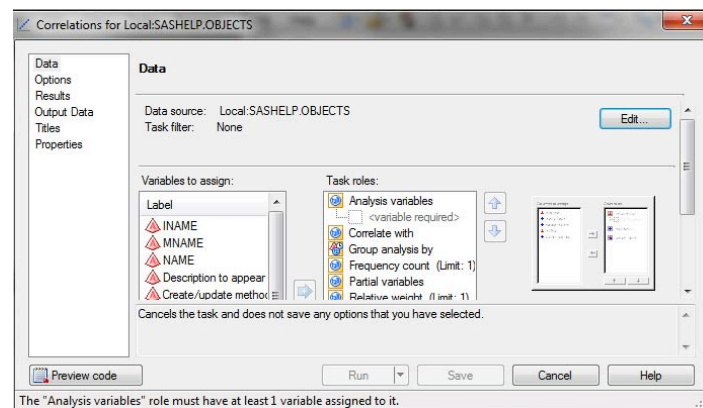 Correlations for Local:SASHELP.OBJECTS
Data
Options
Results
Output Data
Titles
Properties
Data
Data source: Local:SASHELP.OBJECTS
Task filter: None
Edit...
Variables to assign:
Label
INAME
MNAME
NAME
Description to appear
Create/update method
Task roles:
Analysis variables
<variable required>
Correlate with
Group analysis by
Frequency count (Limit: 1)
Partial variables
Relative weight (Limit: 1)
Cancels the task and does not save any options that you have selected.
Preview code
Run
Save
Cancel
Help
The "Analysis variables" role must have at least 1 variable assigned to it.